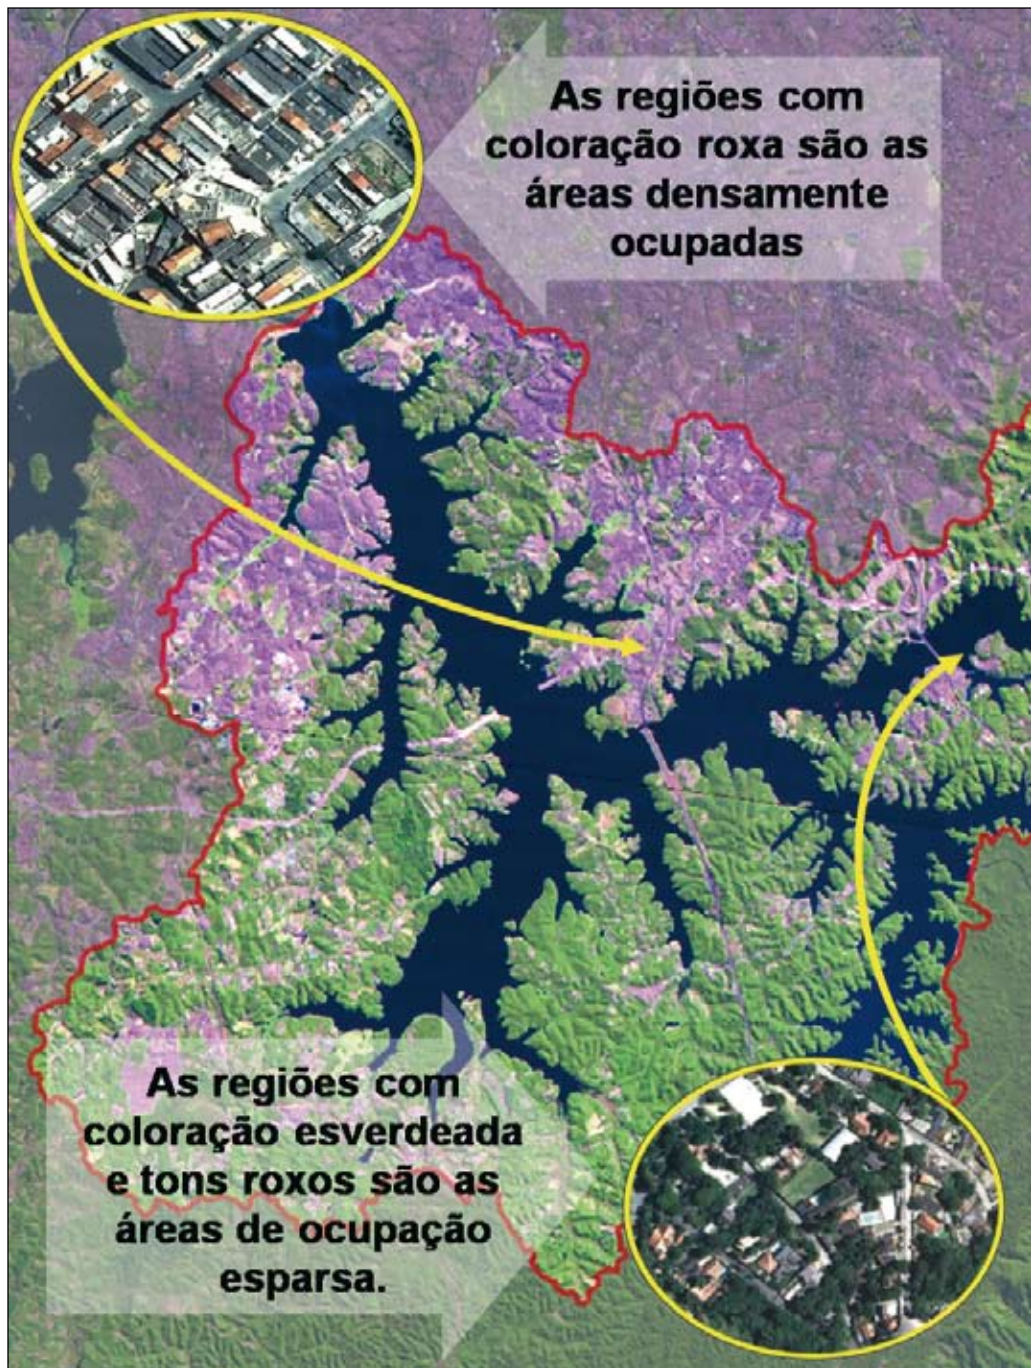 As regiões com
coloração roxa são as
áreas densamente
ocupadas
As regiões com
coloração esverdeada
e tons roxos são as
áreas de ocupação
esparsa.